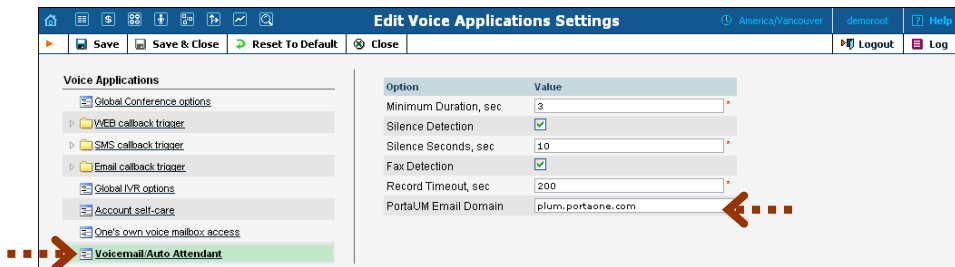 Edit Voice Applications Settings America/Vancouver demoroot ? Help
Save Save & Close Reset To Default Close Logout Log
Voice Applications
Global Conference options
WEB callback trigger
SMS callback trigger
Email callback trigger
Global IVR options
Account self-care
One's own voice mailbox access
Voicemail/Auto Attendant
Option Value
Minimum Duration, sec 3 *
Silence Detection
Silence Seconds, sec 10 *
Fax Detection
Record Timeout, sec 200 *
PortaUM Email Domain plum.portaone.com